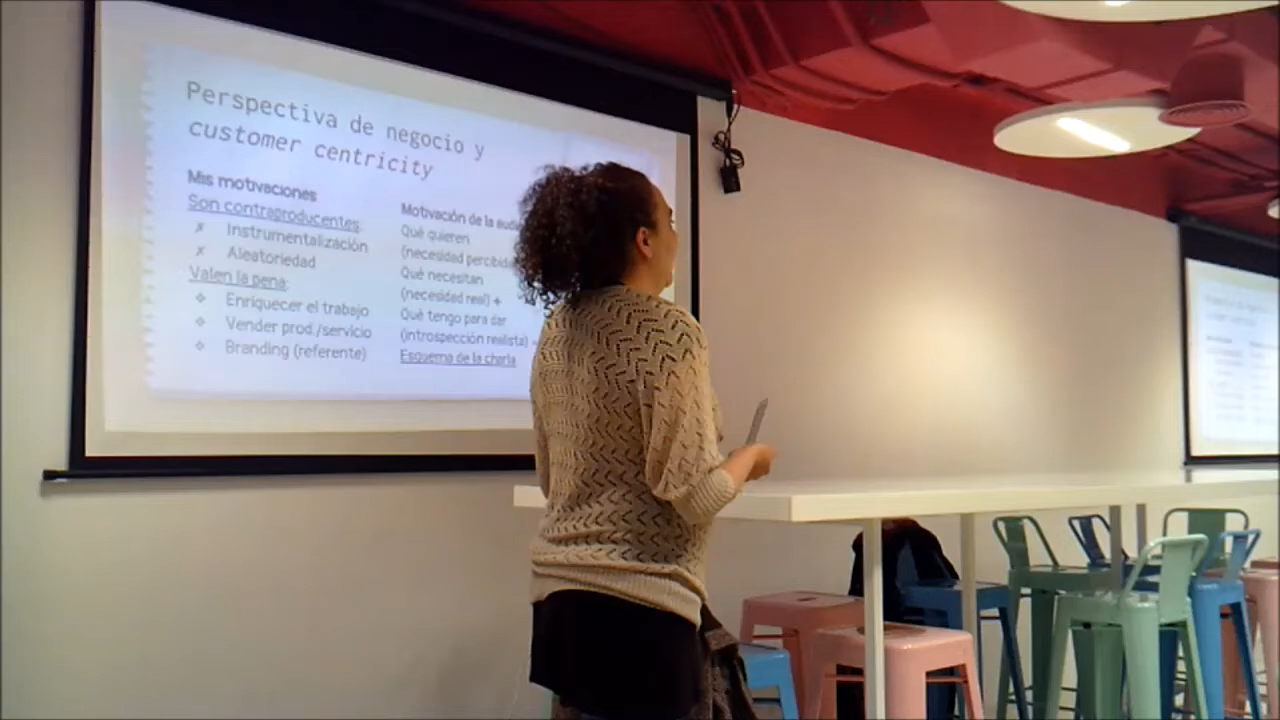 Perspectiva de negocio y
customer centricity
Mis motivaciones
Son contraproducentes:
✗ Instrumentalización
✗ Aleatoriedad
Valen la pena:
❖ Enriquecer el trabajo
❖ Vender prod./servicio
❖ Branding (referente)
Motivación de la
Qué quieren
(necesidad
Qué necesitan
(necesidad real) +
Qué tengo para dar
(introspección realista)
Esquema de la charla